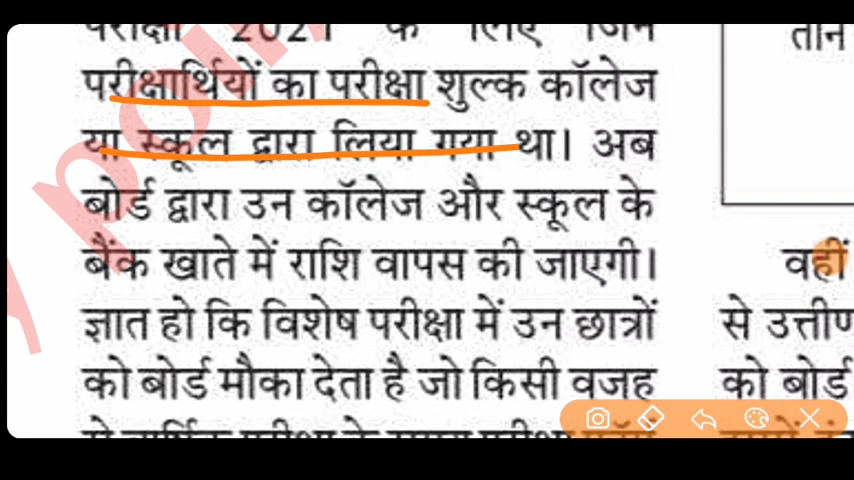 परीक्षा 2021 के लिए जिन
परीक्षार्थियों का परीक्षा शुल्क कॉलेज
या स्कूल द्वारा लिया गया था। अब
बोर्ड द्वारा उन कॉलेज और स्कूल के
बैंक खाते में राशि वापस की जाएगी।
ज्ञात हो कि विशेष परीक्षा में उन छात्रों
को बोर्ड मौका देता है जो किसी वजह
तीन
वहीं
से उत्तीण
को बोर्ड